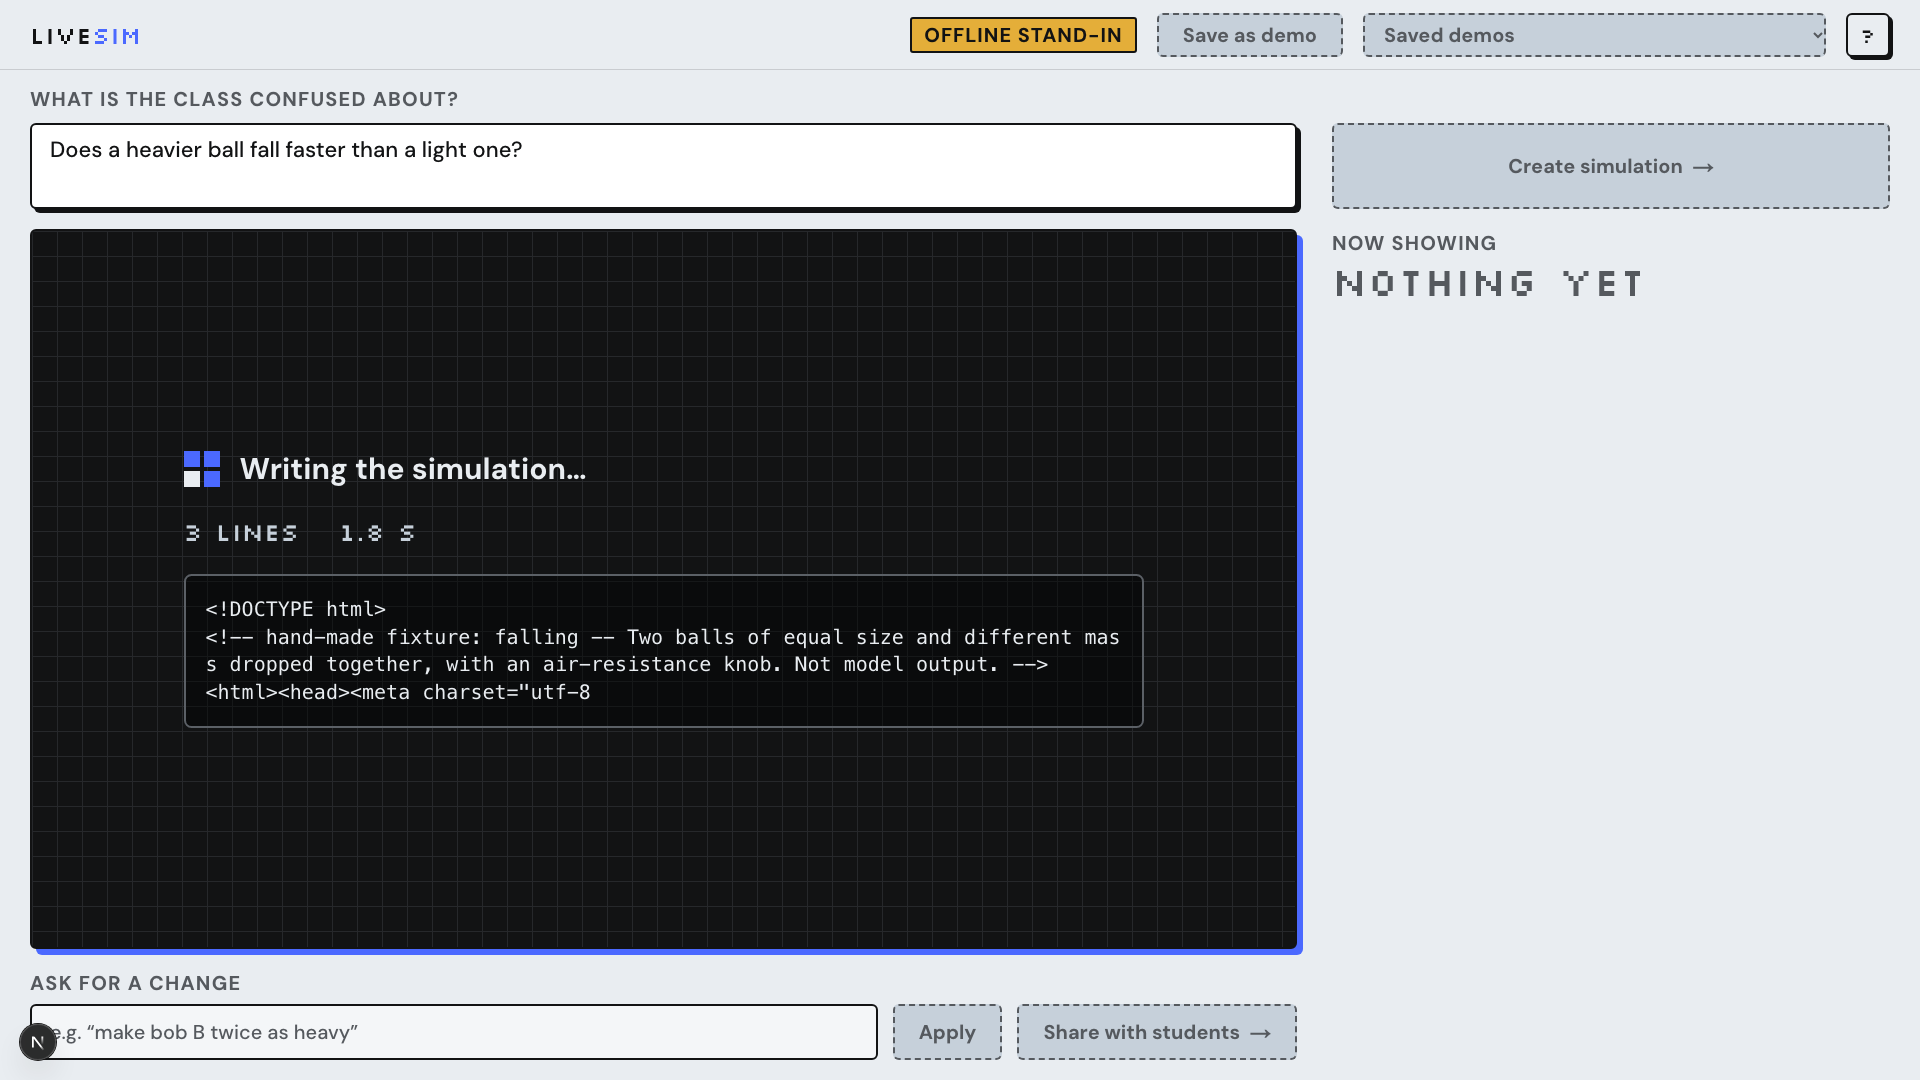 LIVESIM
OFFLINE STAND-IN
Save as demo
Saved demos
?
WHAT IS THE CLASS CONFUSED ABOUT?
Does a heavier ball fall faster than a light one?
Create simulation →
NOW SHOWING
NOTHING YET
Writing the simulation…
3 LINES 1.8 S
<!DOCTYPE html>
<!-- hand-made fixture: falling -- Two balls of equal size and different mas
s dropped together, with an air-resistance knob. Not model output. -->
<html><head><meta charset="utf-8
ASK FOR A CHANGE
e.g. “make bob B twice as heavy”
Apply
Share with students →
N